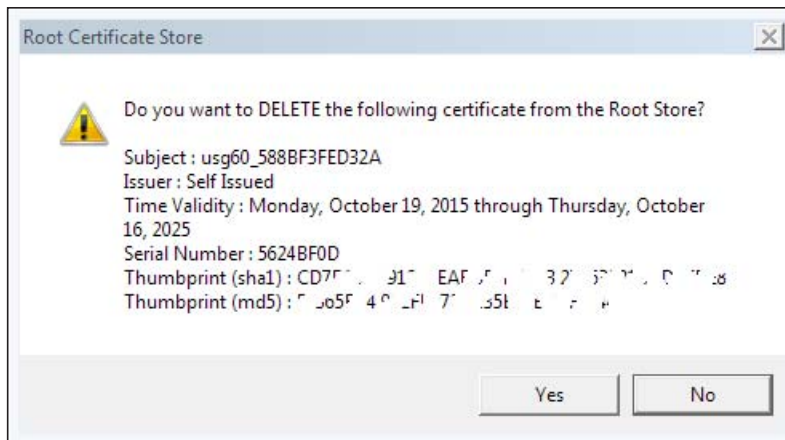 Root Certificate Store
Do you want to DELETE the following certificate from the Root Store?
Subject : usg60_588BF3FED32A
Issuer : Self Issued
Time Validity : Monday, October 19, 2015 through Thursday, October
16, 2025
Serial Number : 5624BF0D
Thumbprint (sha1) :
Thumbprint (md5) :
Yes
No